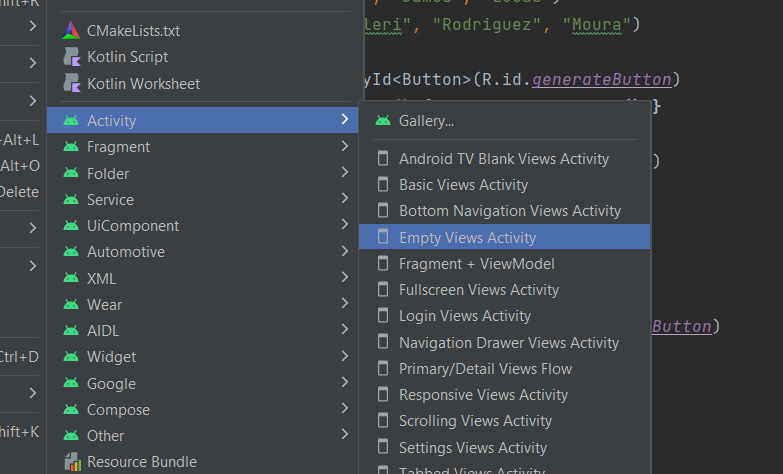 hift+R
CMakeLists.txt
Kotlin Script
Kotlin Worksheet
Activity
Fragment
Folder
Service
UiComponent
Automotive
XML
Wear
AIDL
Widget
Google
Compose
Other
Resource Bundle
+Alt+L
Alt+O
Delete
Ctrl+D
hift+K
Gallery...
Android TV Blank Views Activity
Basic Views Activity
Bottom Navigation Views Activity
Empty Views Activity
Fragment + ViewModel
Fullscreen Views Activity
Login Views Activity
Navigation Drawer Views Activity
Primary/Detail Views Flow
Responsive Views Activity
Scrolling Views Activity
Settings Views Activity
Tabbed Views Activity
leri", "Rodriguez", "Moura")
yId<Button>(R.id.generateButton)
}
)
Button)